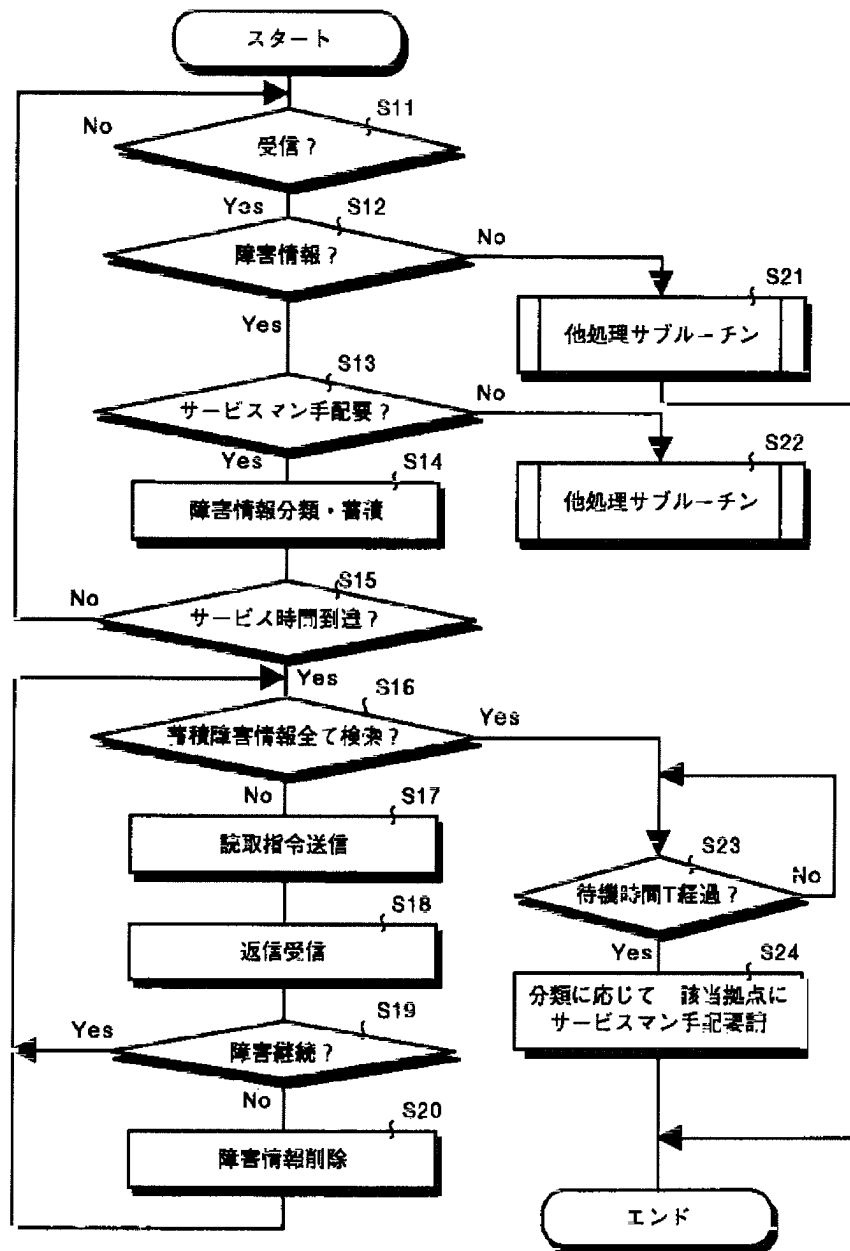 スタート
S11
No
受信？
Yes
S12
障害情報？
No
S21
他処理サブルーチン
Yes
S13
サービスマン手配要？
No
S22
他処理サブルーチン
Yes
S14
障害情報分類・蓄積
S15
No
サービス時間到達？
Yes
S16
蓄積障害情報全て検索？
Yes
No
S17
読取指令送信
S18
返信受信
S19
Yes
障害継続？
No
S20
障害情報削除
S23
待機時間T経過？
No
Yes
S24
分類に応じて　該当拠点に
サービスマン手配要請
エンド